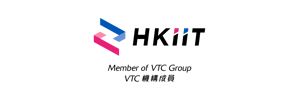 HKIIT
Member of VTC Group
VTC 機構成員